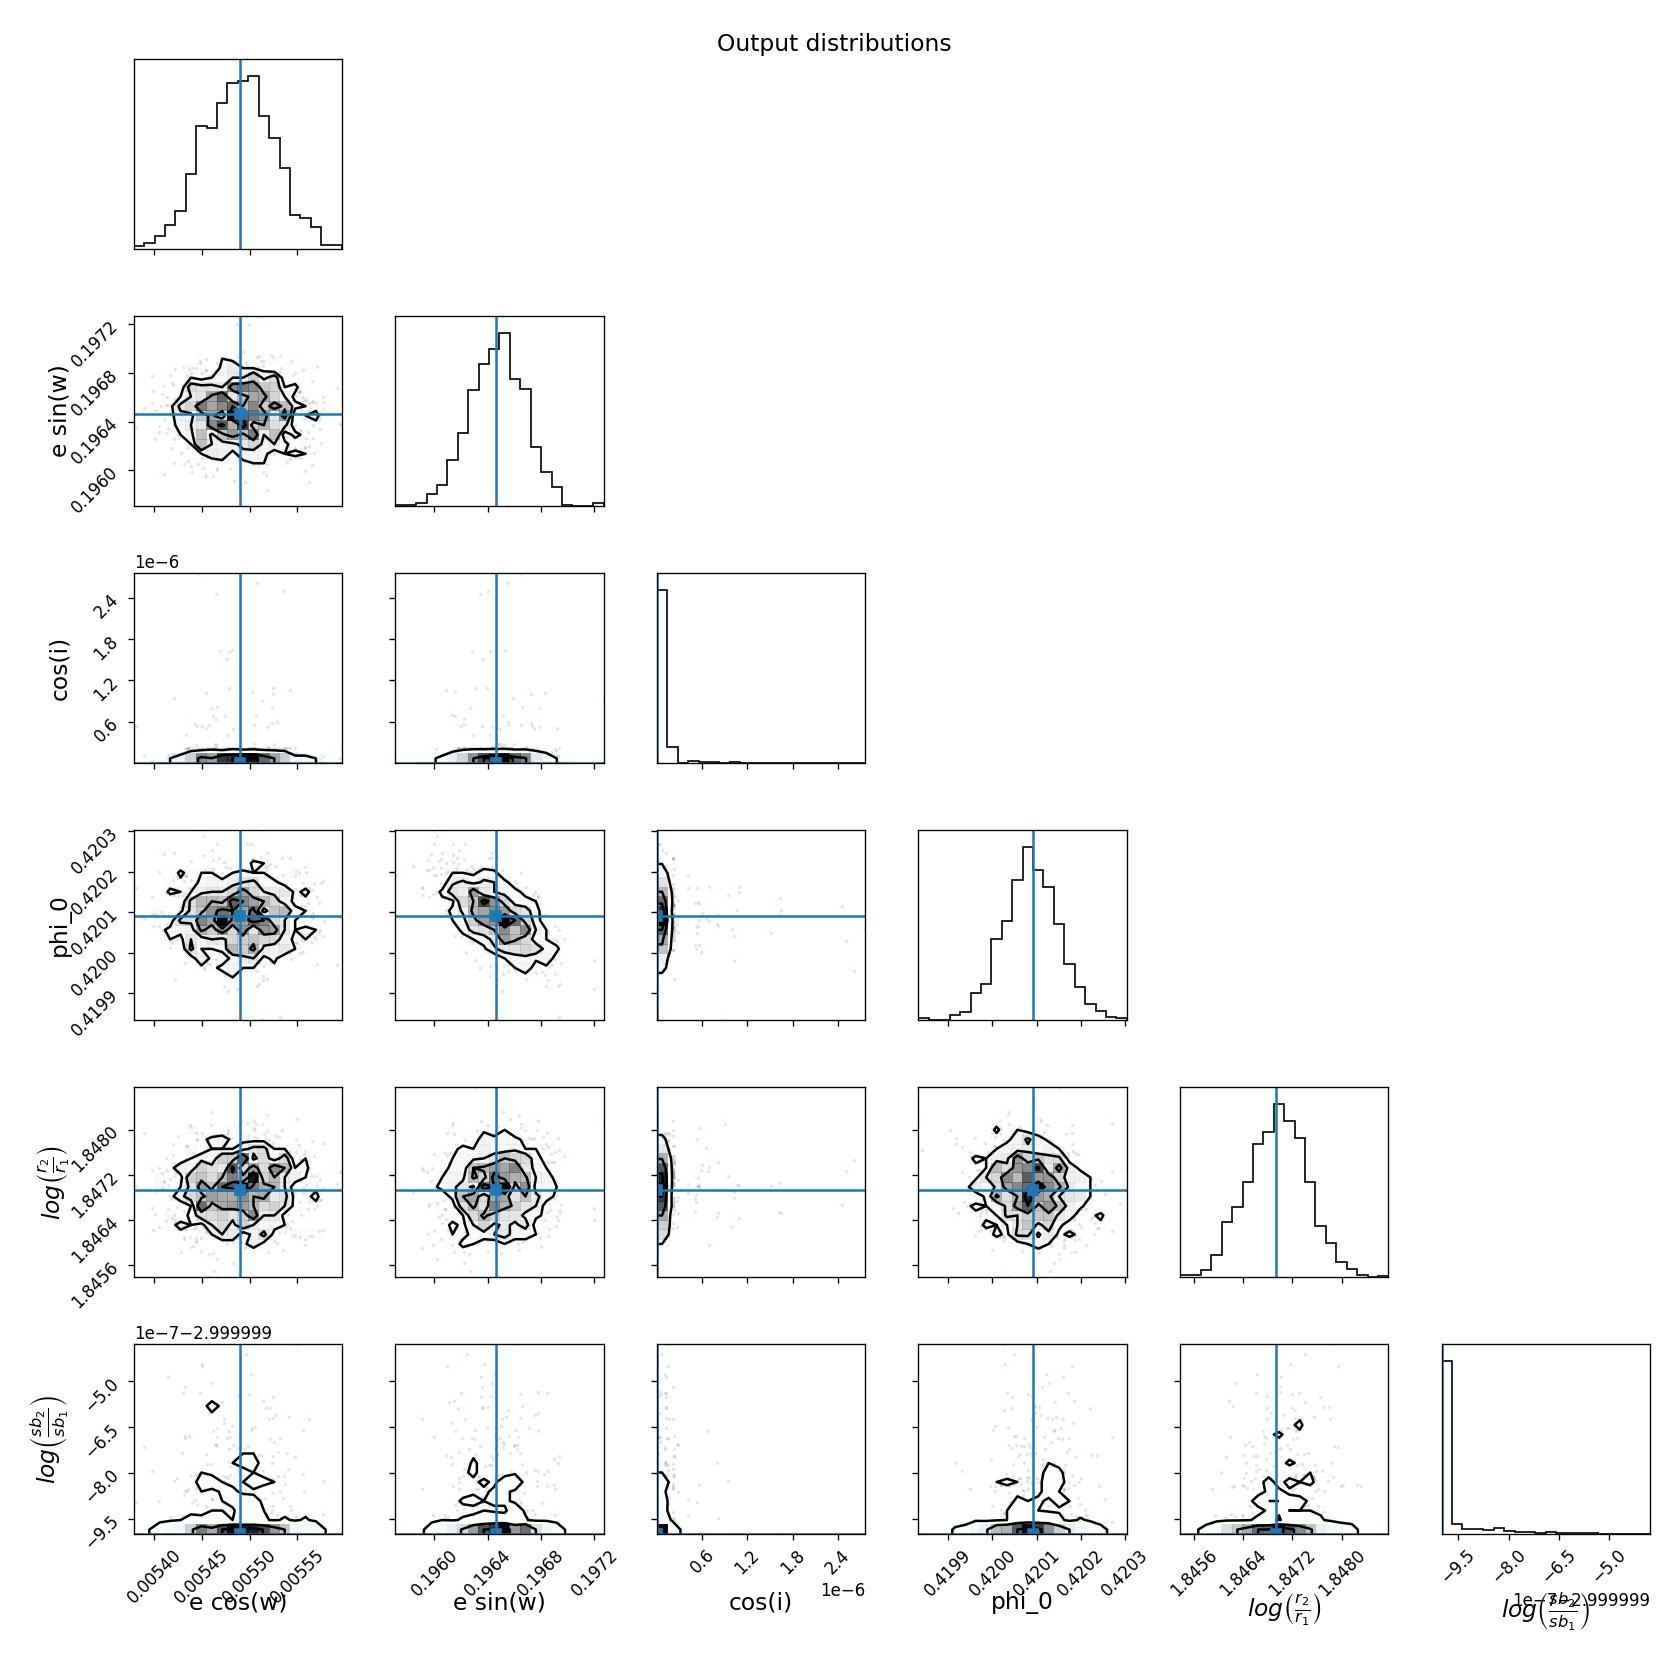 Output distributions
0.1972
0.1968
0.1964
0.1960
e sin(w)
1e−6
2.4
1.8
1.2
0.6
cos(i)
0.4203
0.4202
0.4201
0.4200
0.4199
phi_0
1.8480
1.8472
1.8464
1.8456
log(r₂/r₁)
1e−7−2.999999
−5.0
−6.5
−8.0
−9.5
log(sb₂/sb₁)
0.00540 0.00545 0.00550 0.00555
e cos(w)
0.1960 0.1964 0.1968 0.1972
e sin(w)
0.6 1.2 1.8 2.4
1e−6
cos(i)
0.4199 0.4200 0.4201 0.4202 0.4203
phi_0
1.8456 1.8464 1.8472 1.8480
log(r₂/r₁)
−9.5 −8.0 −6.5 −5.0
1e−7−2.999999
log(sb₂/sb₁)